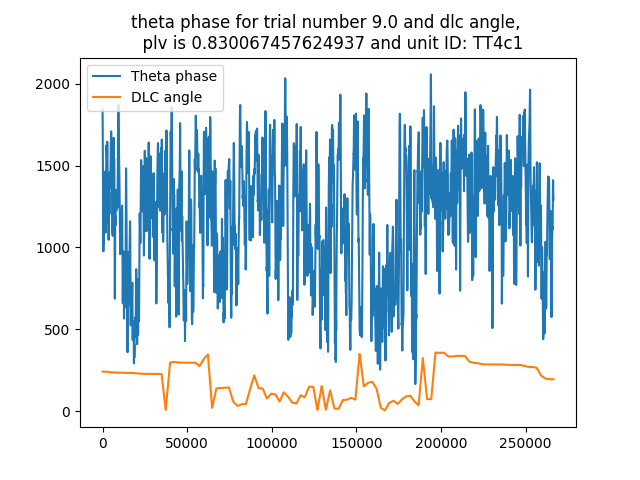 theta phase for trial number 9.0 and dlc angle,
plv is 0.830067457624937 and unit ID: TT4c1
Theta phase
DLC angle
2000
1500
1000
500
0
0
50000
100000
150000
200000
250000